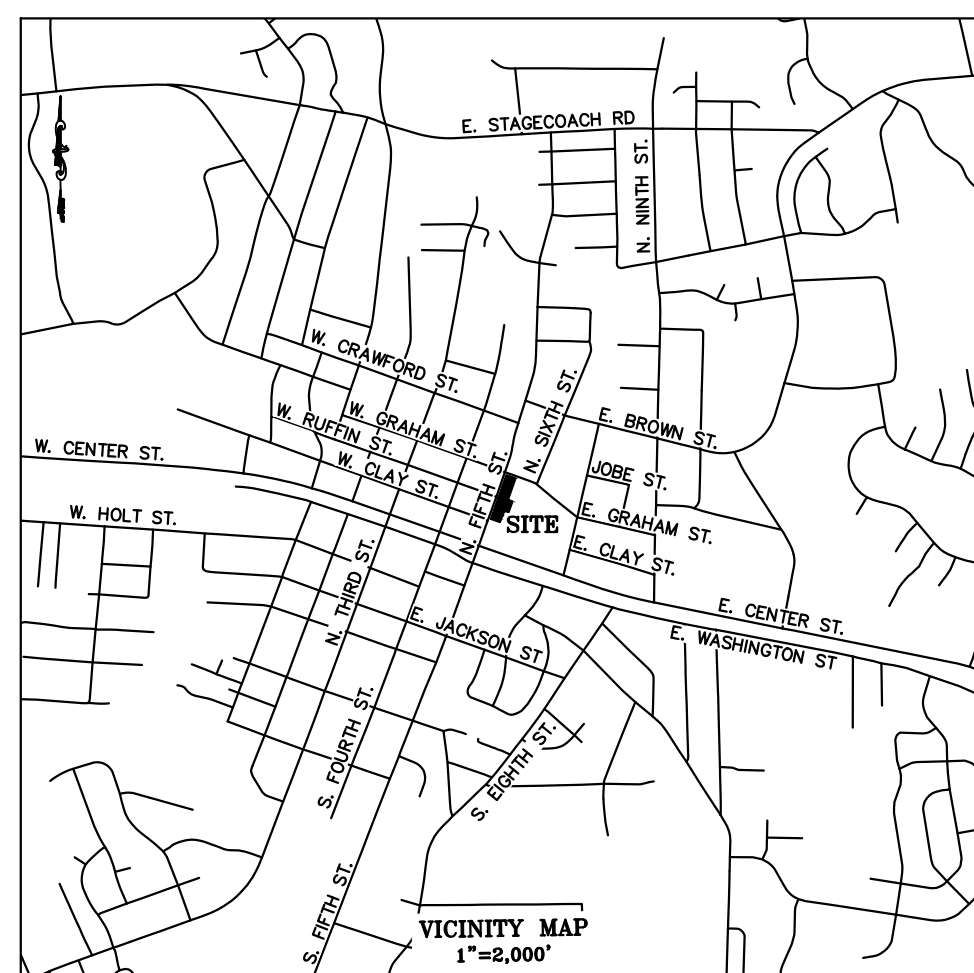 E. STAGECOACH RD
N. NINTH ST.
W. CRAWFORD ST.
W. GRAHAM ST.
W. RUFFIN ST.
N. SIXTH ST.
E. BROWN ST.
W. CENTER ST.
W. CLAY ST.
N. FIFTH ST.
JOBE ST.
W. HOLT ST.
SITE
E. GRAHAM ST.
E. CLAY ST.
N. THIRD ST.
E. JACKSON ST
E. CENTER ST.
E. WASHINGTON ST
S. FOURTH ST.
S. EIGHTH ST.
S. FIFTH ST.
VICINITY MAP
1"=2,000'